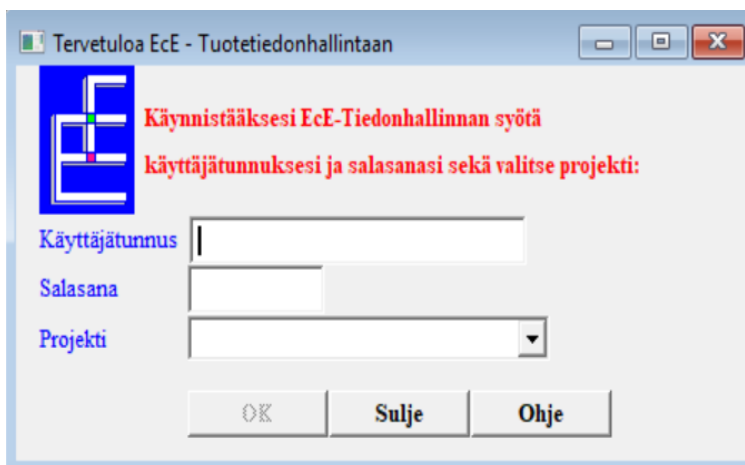 Tervetuloa EcE - Tuotetiedonhallintaan
Käynnistääksesi EcE-Tiedonhallinnan syötä
käyttäjätunnuksesi ja salasanasi sekä valitse projekti:
Käyttäjätunnus
Salasana
Projekti
OK Sulje Ohje